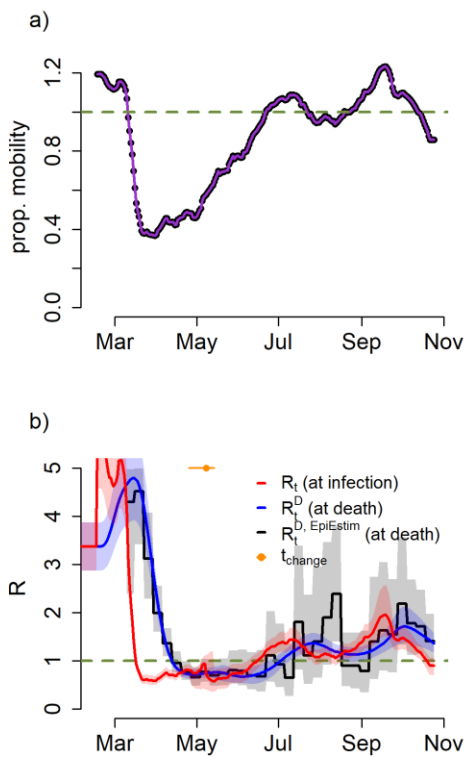 a)
prop. mobility
0.0 0.4 0.8 1.2
Mar May Jul Sep Nov
b)
R
0 1 2 3 4 5
R_t (at infection)
R_t^D (at death)
R_t^D, EpiEstim (at death)
t_change
Mar May Jul Sep Nov